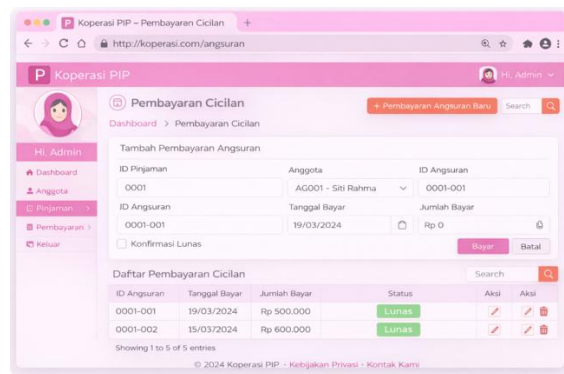 Koperasi PIP – Pembayaran Cicilan
http://koperasi.com/angsuran
P Koperasi PIP
Hi, Admin
Pembayaran Cicilan
+ Pembayaran Angsuran Baru
Search
Dashboard > Pembayaran Cicilan
Hi. Admin
Dashboard
Anggota
Pinjaman
Pembayaran
Keluar
Tambah Pembayaran Angsuran
ID Pinjaman Anggota ID Angsuran
0001 AG001 - Siti Rahma 0001-001
ID Angsuran Tanggal Bayar Jumlah Bayar
0001-001 19/03/2024 Rp 0
Konfirmasi Lunas
Bayar Batal
Daftar Pembayaran Cicilan
Search
ID Angsuran Tanggal Bayar Jumlah Bayar Status Aksi Aksi
0001-001 19/03/2024 Rp 500.000 Lunas
0001-002 15/03/2024 Rp 600.000 Lunas
Showing 1 to 5 of 5 entries
© 2024 Koperasi PIP - Kebijakan Privasi - Kontak Kami